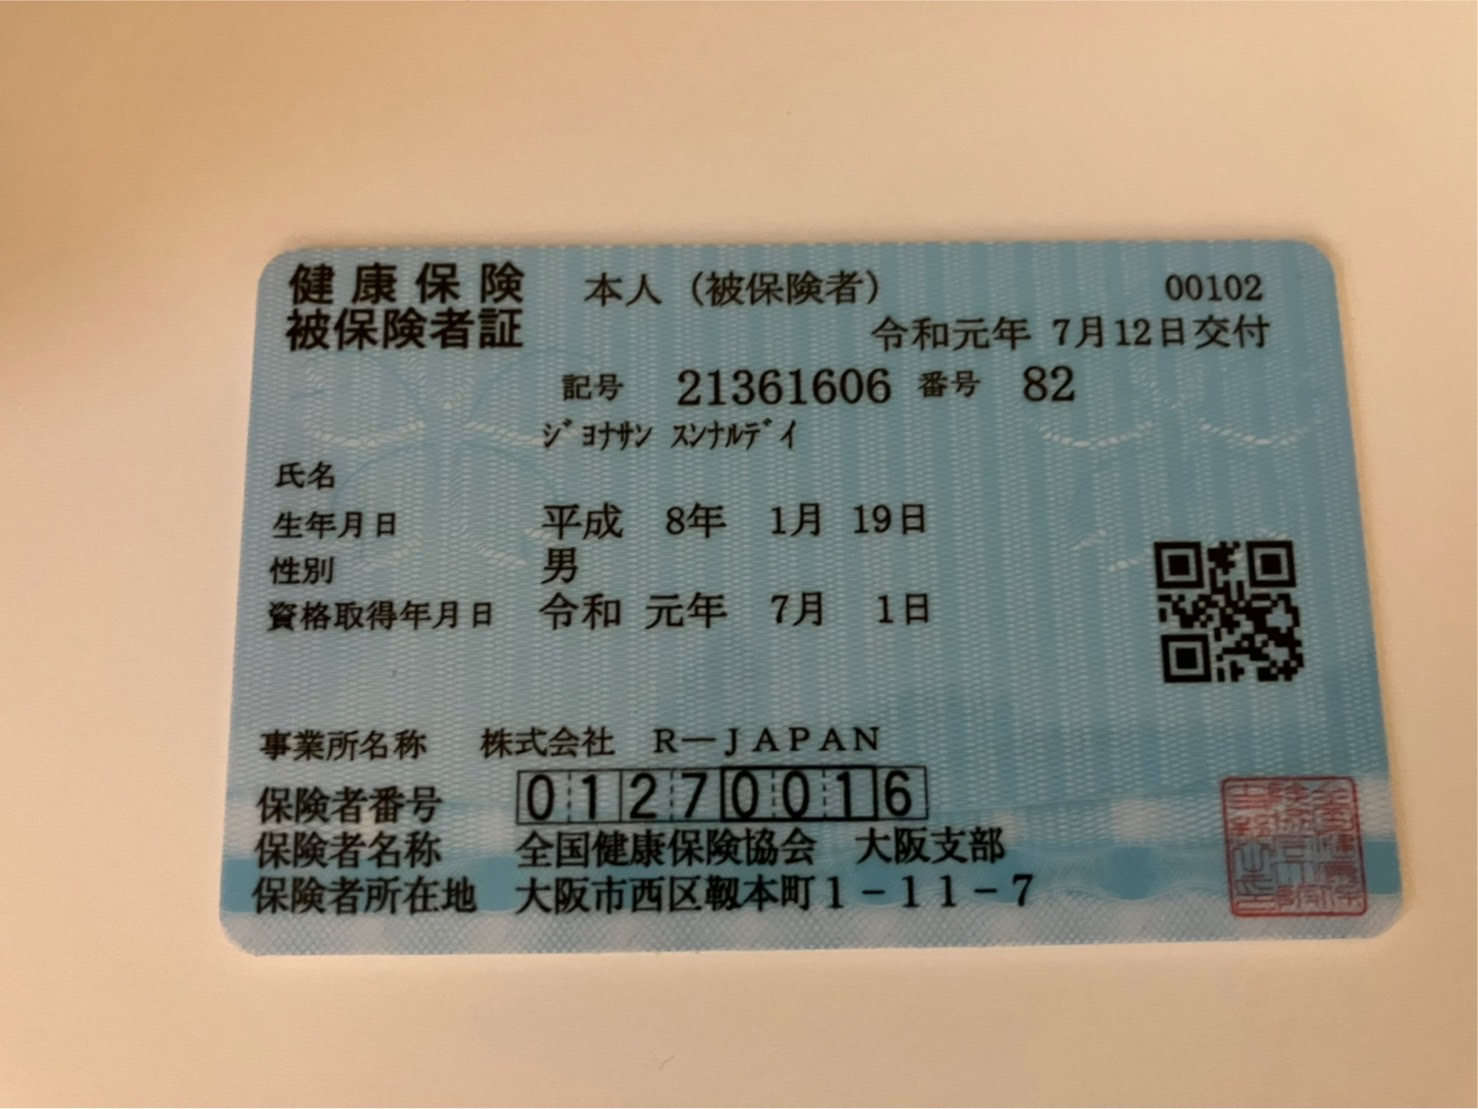 健康保険 本人（被保険者） 00102
被保険者証 令和元年 7月12日交付
記号 21361606 番号 82
ｼﾞﾖﾅｻﾝ ｽﾝﾅﾙﾃﾞｲ
氏名
生年月日 平成 8年 1月 19日
性別 男
資格取得年月日 令和 元年 7月 1日
事業所名称 株式会社 Ｒ－ＪＡＰＡＮ
保険者番号 01270016
保険者名称 全国健康保険協会 大阪支部
保険者所在地 大阪市西区靱本町１－１１－７